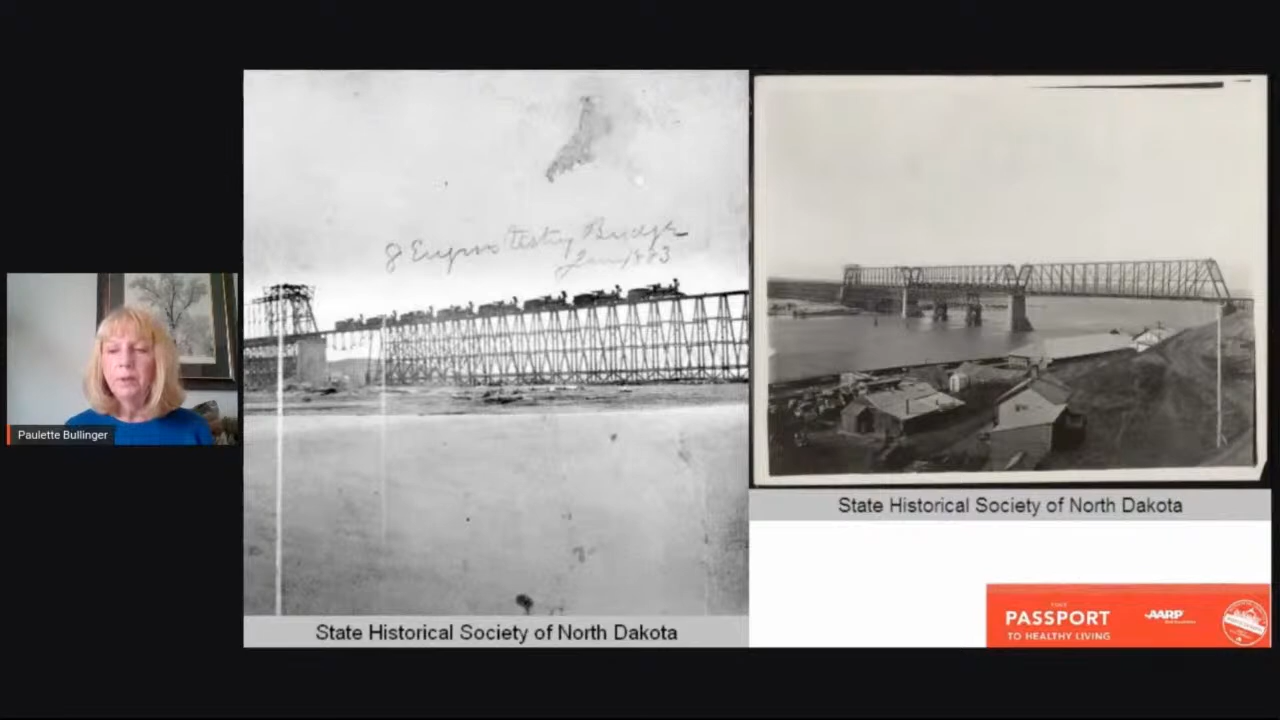 8 Engines testing Bridge
Jan 1883
Paulette Bullinger
State Historical Society of North Dakota
State Historical Society of North Dakota
PASSPORT
TO HEALTHY LIVING
AARP